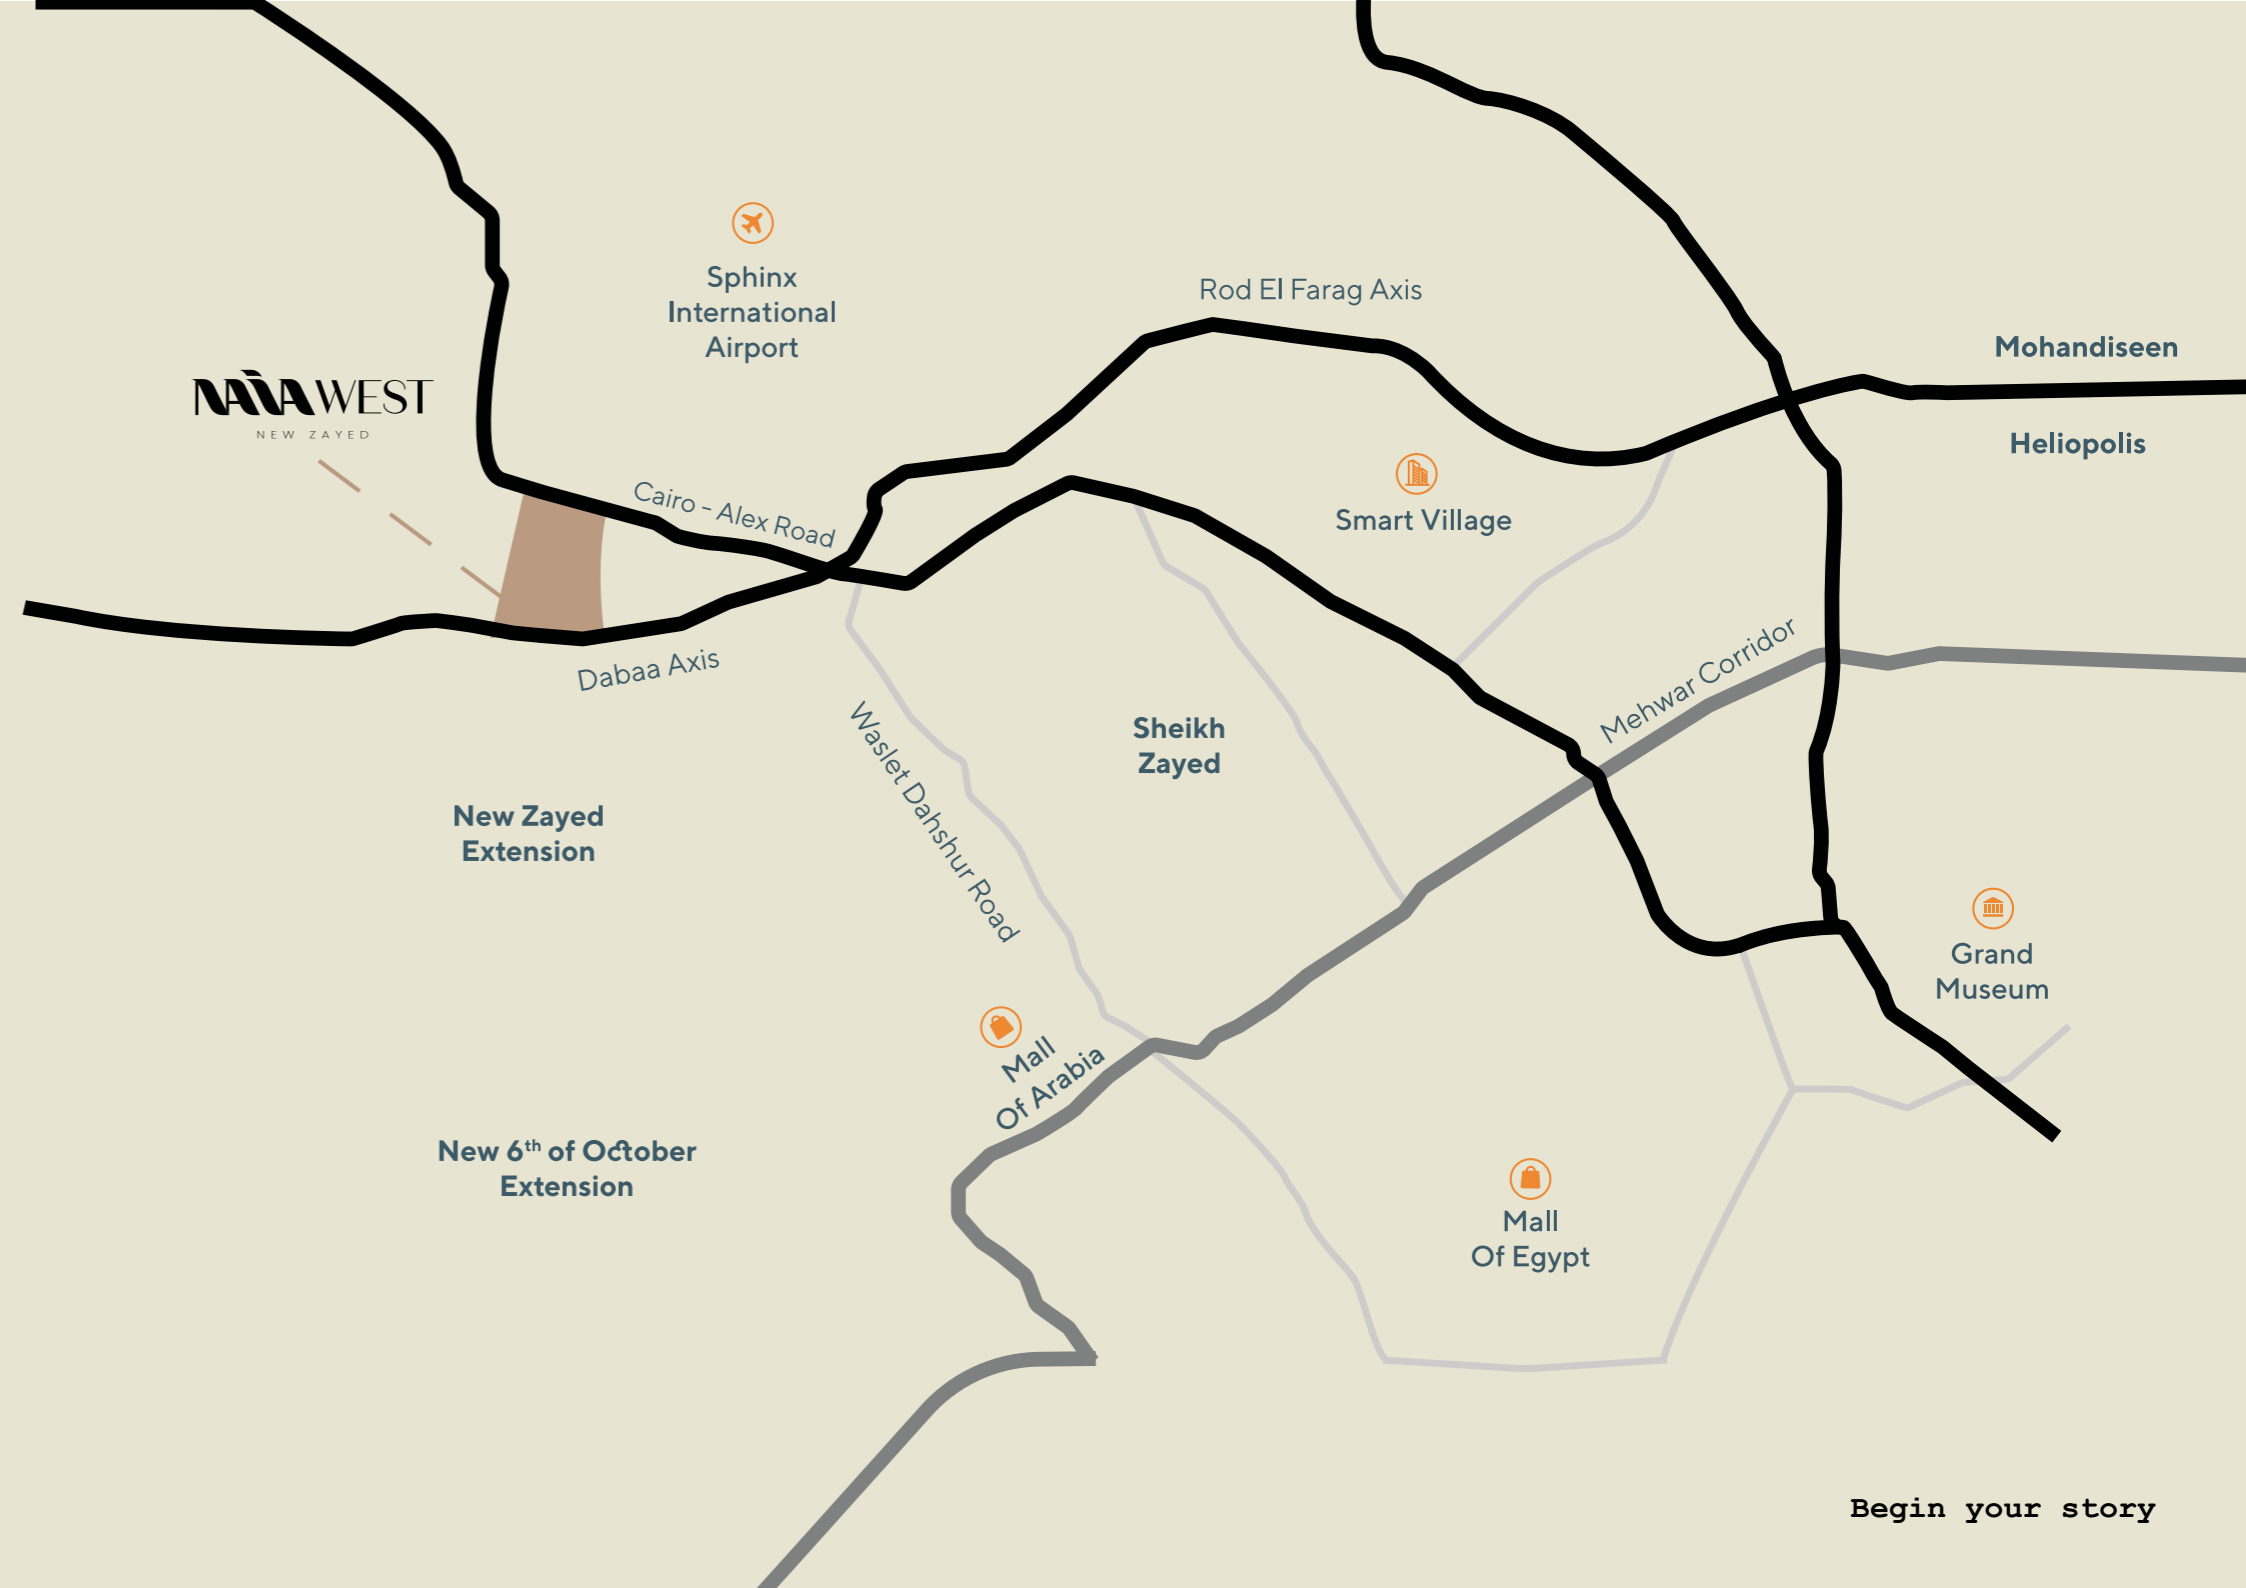 Sphinx
International
Airport
Rod El Farag Axis
Mohandiseen
NAIA WEST
NEW ZAYED
Heliopolis
Cairo - Alex Road
Smart Village
Dabaa Axis
Mehwar Corridor
Waslet Dahshur Road
Sheikh
Zayed
New Zayed
Extension
Grand
Museum
Mall
Of Arabia
New 6th of October
Extension
Mall
Of Egypt
Begin your story